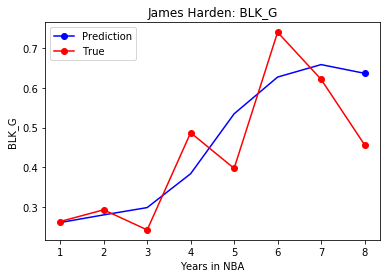 James Harden: BLK_G
Prediction
True
BLK_G
0.7
0.6
0.5
0.4
0.3
1 2 3 4 5 6 7 8
Years in NBA